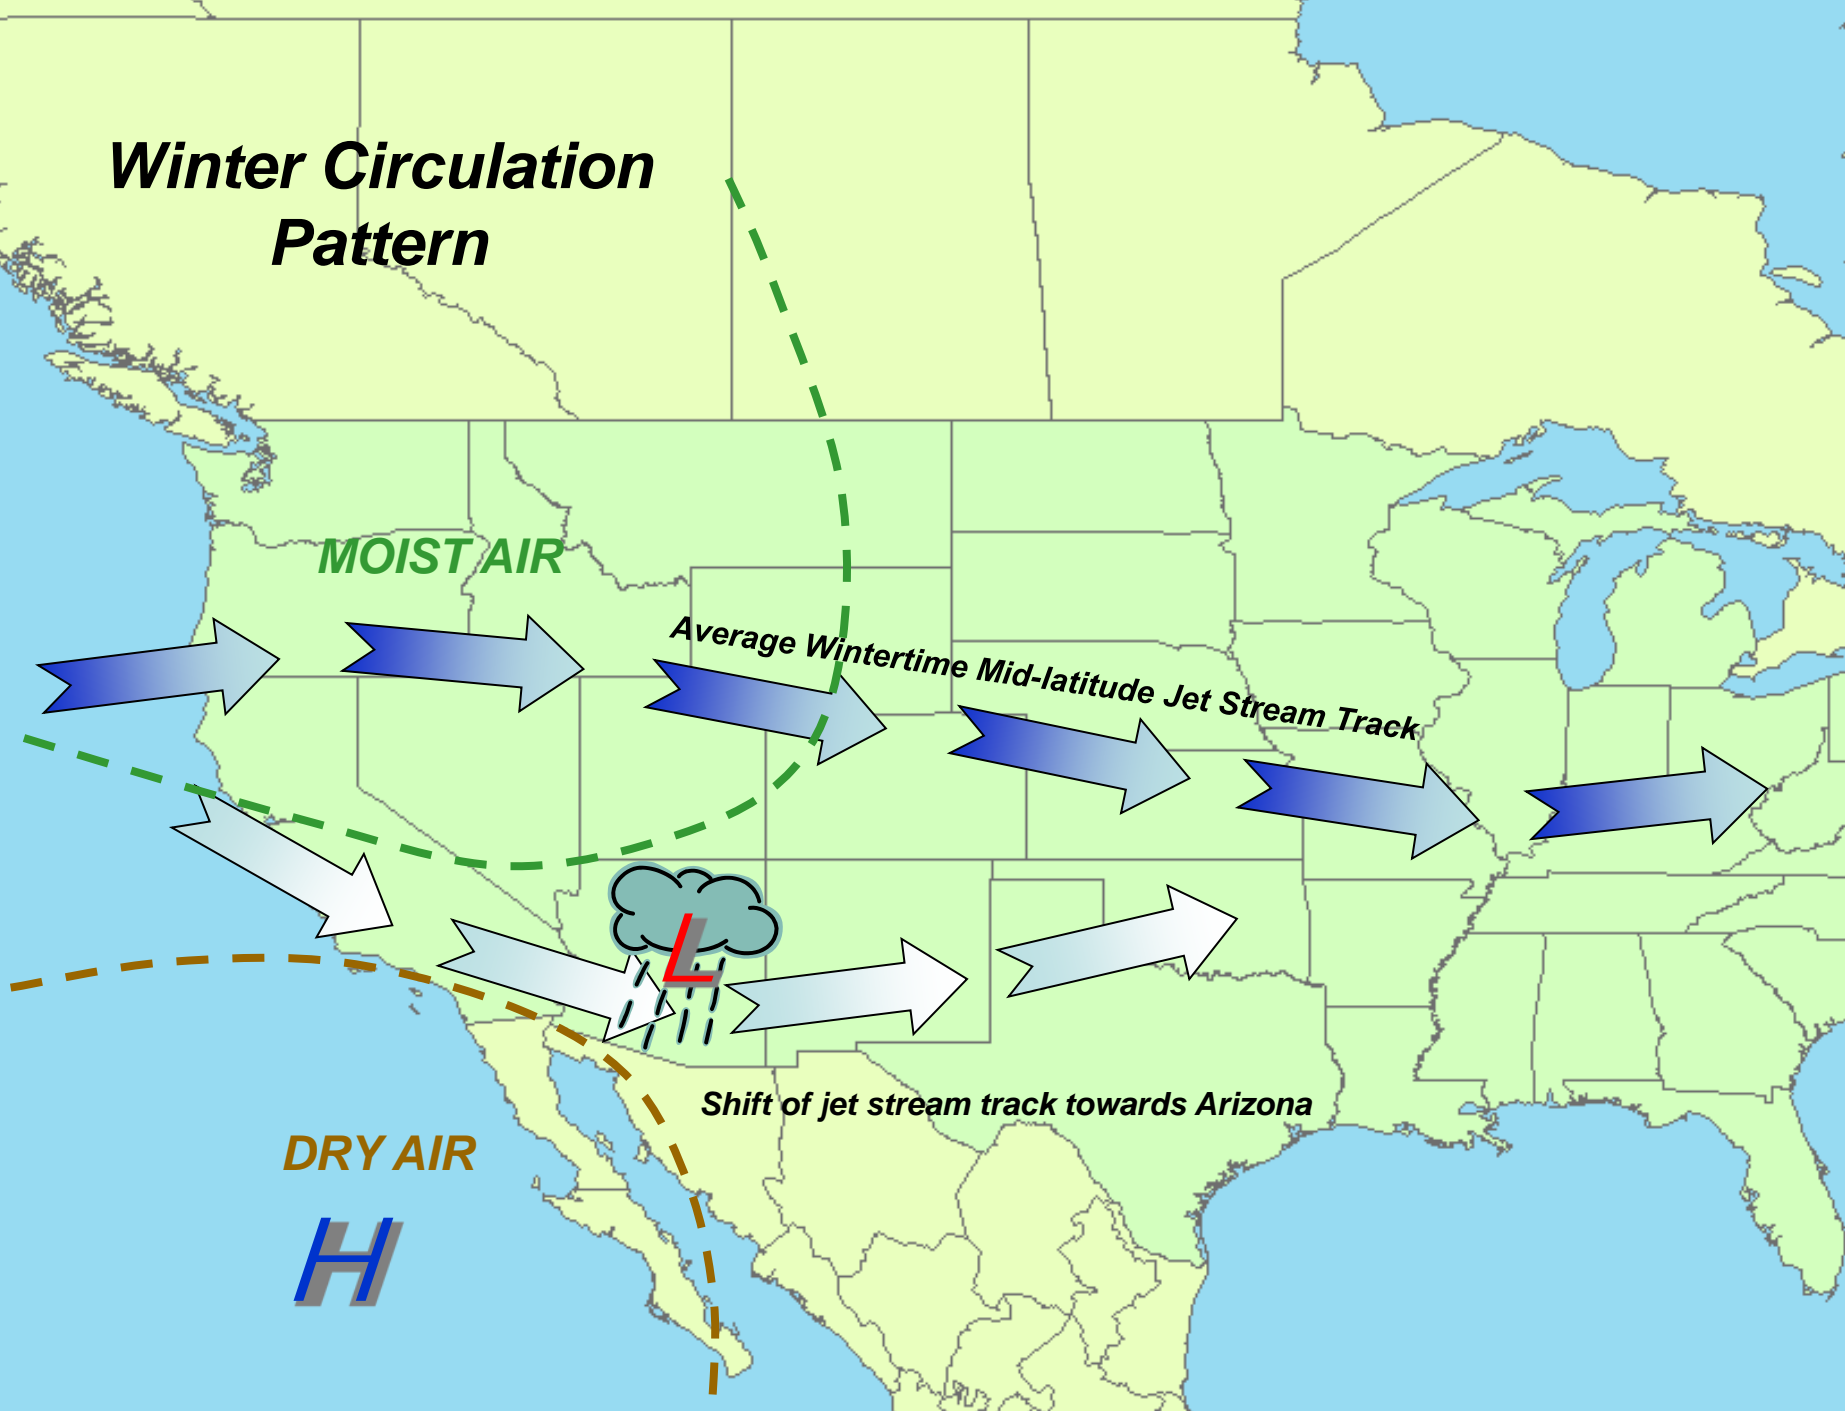 Winter Circulation
Pattern
MOIST AIR
Average Wintertime Mid-latitude Jet Stream Track
L
Shift of jet stream track towards Arizona
DRY AIR
H